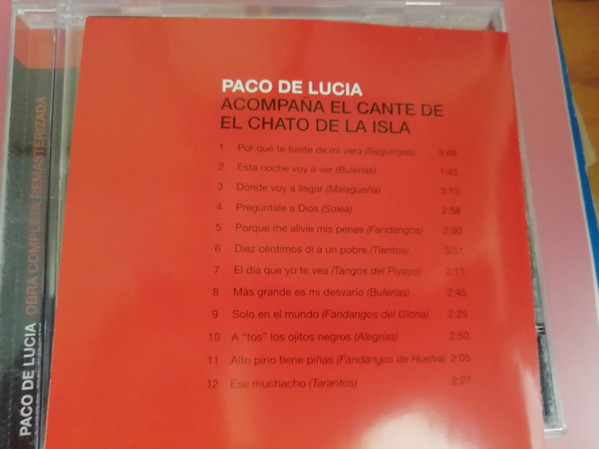 PACO DE LUCIA
ACOMPAÑA EL CANTE DE
EL CHATO DE LA ISLA
1 Por qué te fuiste de mi vera (Seguiriyas) 3:46
2 Esta noche voy a ver (Bulerías) 1:45
3 Dónde voy a llegar (Malagueña) 3:13
4 Pregúntale a Dios (Soleá) 2:58
5 Porque me alivie mis penas (Fandangos) 2:00
6 Diez céntimos di a un pobre (Tientos) 3:31
7 El día que yo te vea (Tangos del Piyayo) 2:11
8 Más grande es mi desvarío (Bulerías) 2:45
9 Solo en el mundo (Fandangos del Gloria) 2:25
10 A "tos" los ojitos negros (Alegrías) 2:50
11 Alto pino tiene piñas (Fandangos de Huelva) 2:05
12 Ese muchacho (Tarantos) 2:27
PACO DE LUCIA OBRA COMPLETA REMASTERIZADA